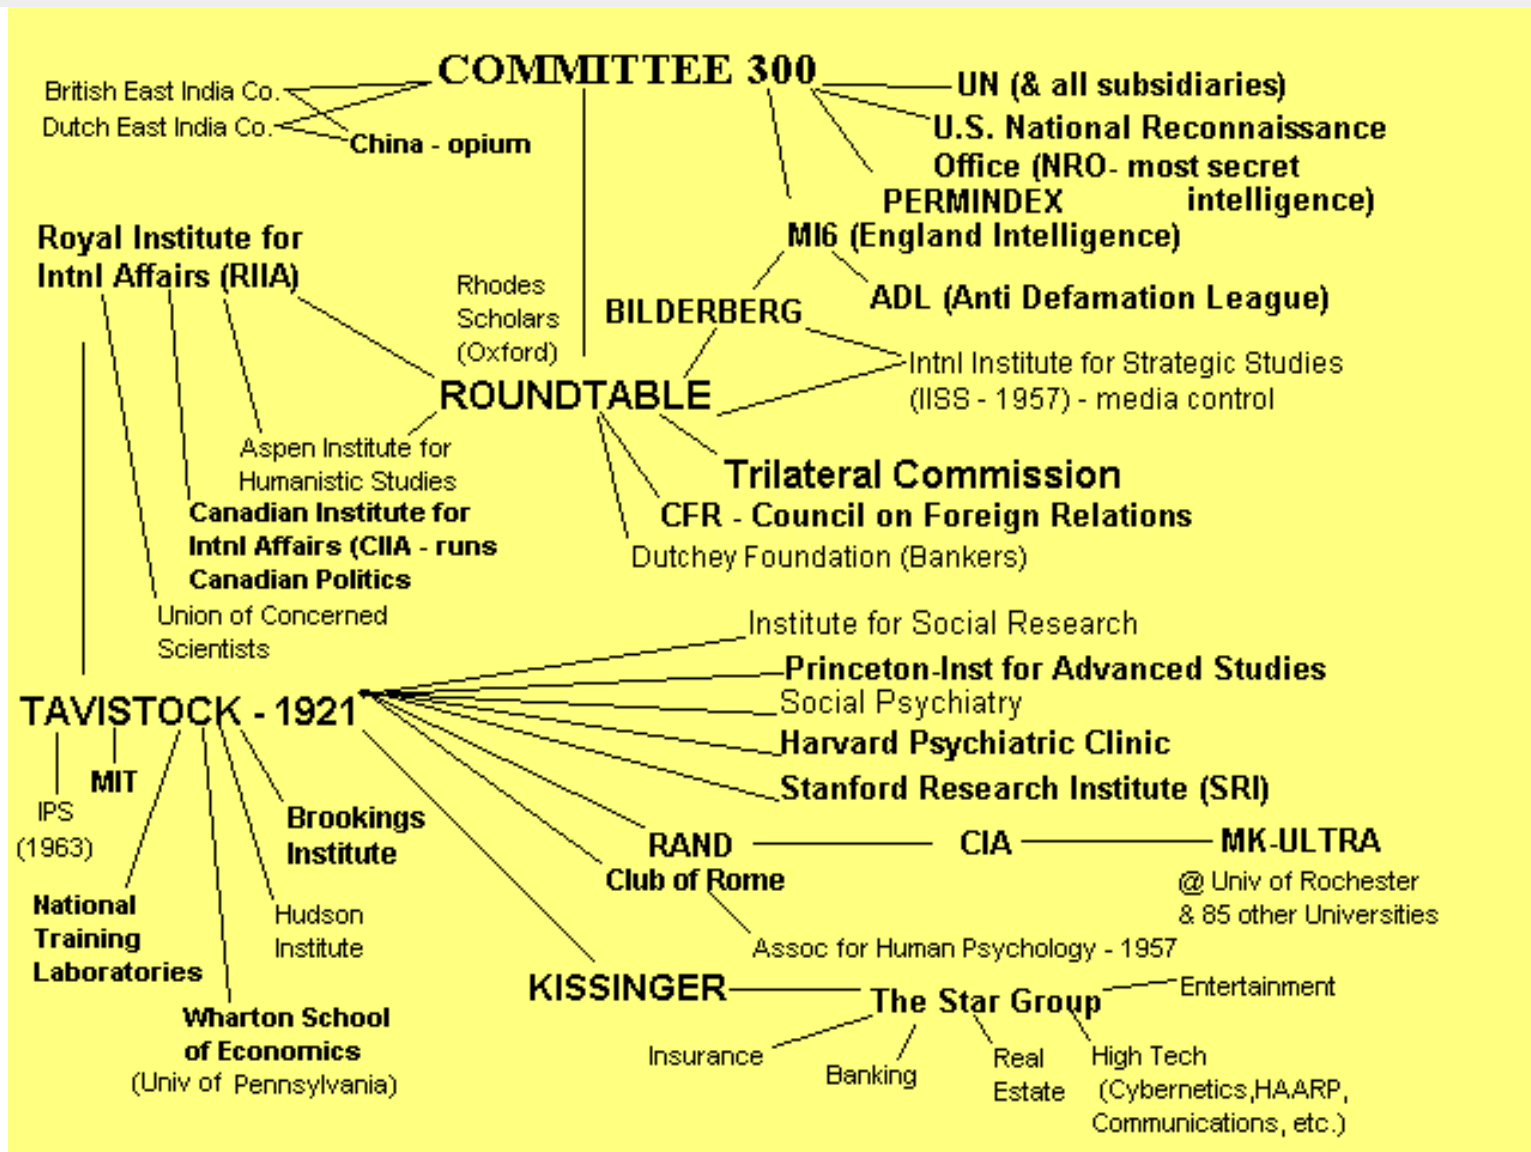 COMMITTEE 300
British East India Co.
Dutch East India Co.
China - opium
UN (& all subsidiaries)
U.S. National Reconnaissance
Office (NRO- most secret
intelligence)
PERMINDEX
MI6 (England Intelligence)
Royal Institute for
Intnl Affairs (RIIA)
Rhodes
Scholars
(Oxford)
BILDERBERG
ADL (Anti Defamation League)
Intnl Institute for Strategic Studies
(IISS - 1957) - media control
ROUNDTABLE
Aspen Institute for
Humanistic Studies
Trilateral Commission
CFR - Council on Foreign Relations
Dutchey Foundation (Bankers)
Canadian Institute for
Intnl Affairs (CIIA - runs
Canadian Politics
Union of Concerned
Scientists
Institute for Social Research
Princeton-Inst for Advanced Studies
Social Psychiatry
Harvard Psychiatric Clinic
Stanford Research Institute (SRI)
TAVISTOCK - 1921
MIT
IPS
(1963)
Brookings
Institute
RAND
CIA
MK-ULTRA
@ Univ of Rochester
& 85 other Universities
Club of Rome
National
Training
Laboratories
Hudson
Institute
Assoc for Human Psychology - 1957
KISSINGER
The Star Group
Entertainment
Wharton School
of Economics
(Univ of Pennsylvania)
Insurance
Banking
Real
Estate
High Tech
(Cybernetics,HAARP,
Communications, etc.)